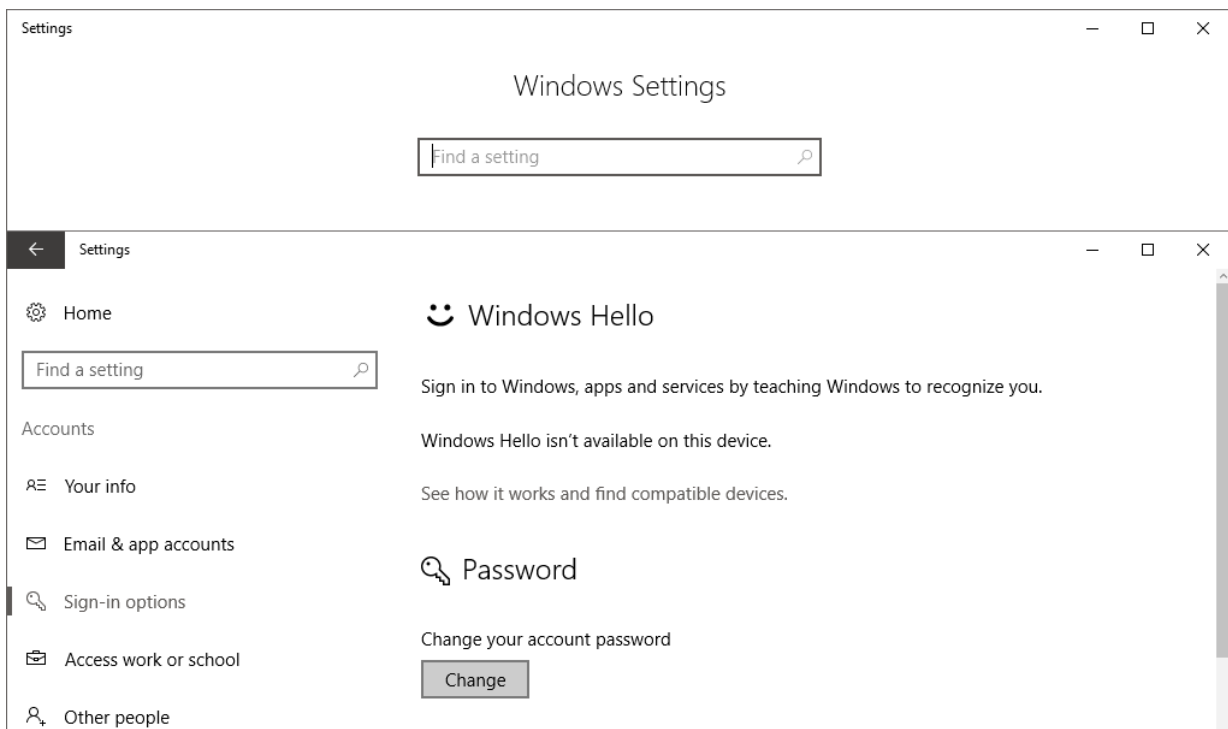 Settings
Windows Settings
Find a setting
Settings
Home
Find a setting
Accounts
Your info
Email & app accounts
Sign-in options
Access work or school
Other people
Windows Hello
Sign in to Windows, apps and services by teaching Windows to recognize you.
Windows Hello isn't available on this device.
See how it works and find compatible devices.
Password
Change your account password
Change